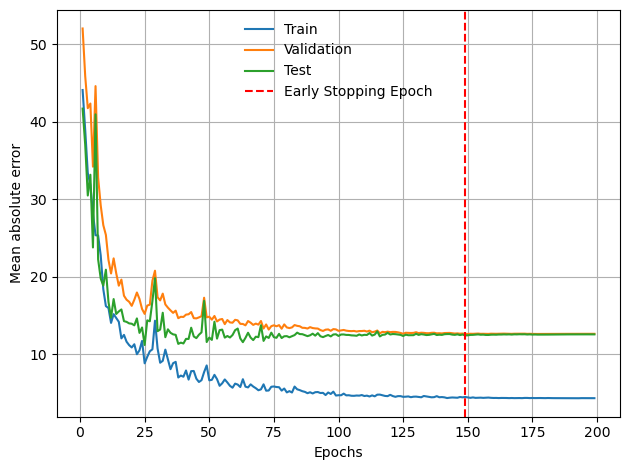 Train
Validation
Test
Early Stopping Epoch
Mean absolute error
50
40
30
20
10
0 25 50 75 100 125 150 175 200
Epochs